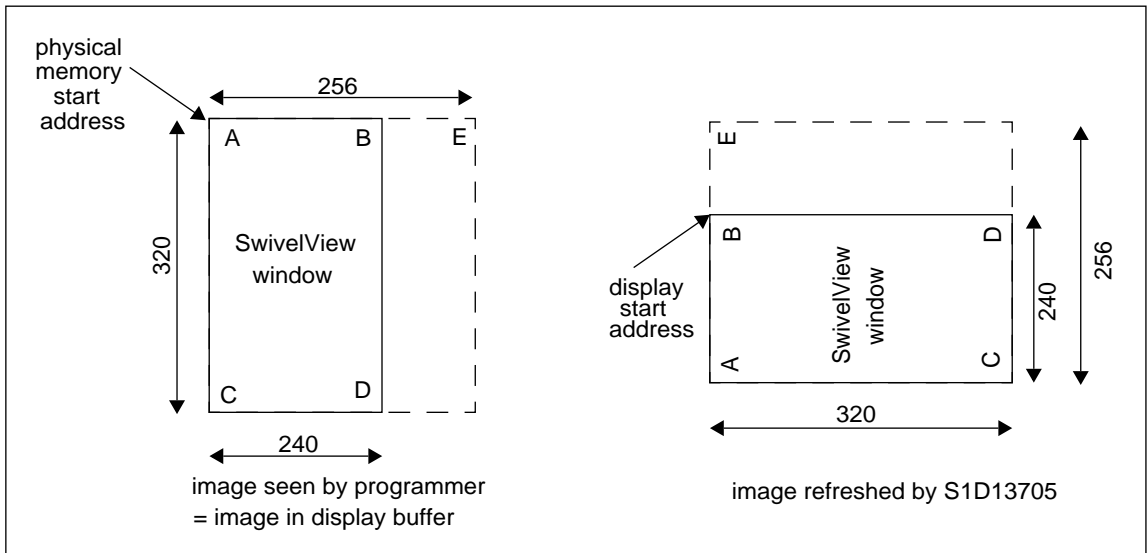 physical
memory
start
address
256
A
B
E
320
SwivelView
window
C
D
240
image seen by programmer
= image in display buffer
E
B
D
display
start
address
SwivelView
window
A
C
240
256
320
image refreshed by S1D13705